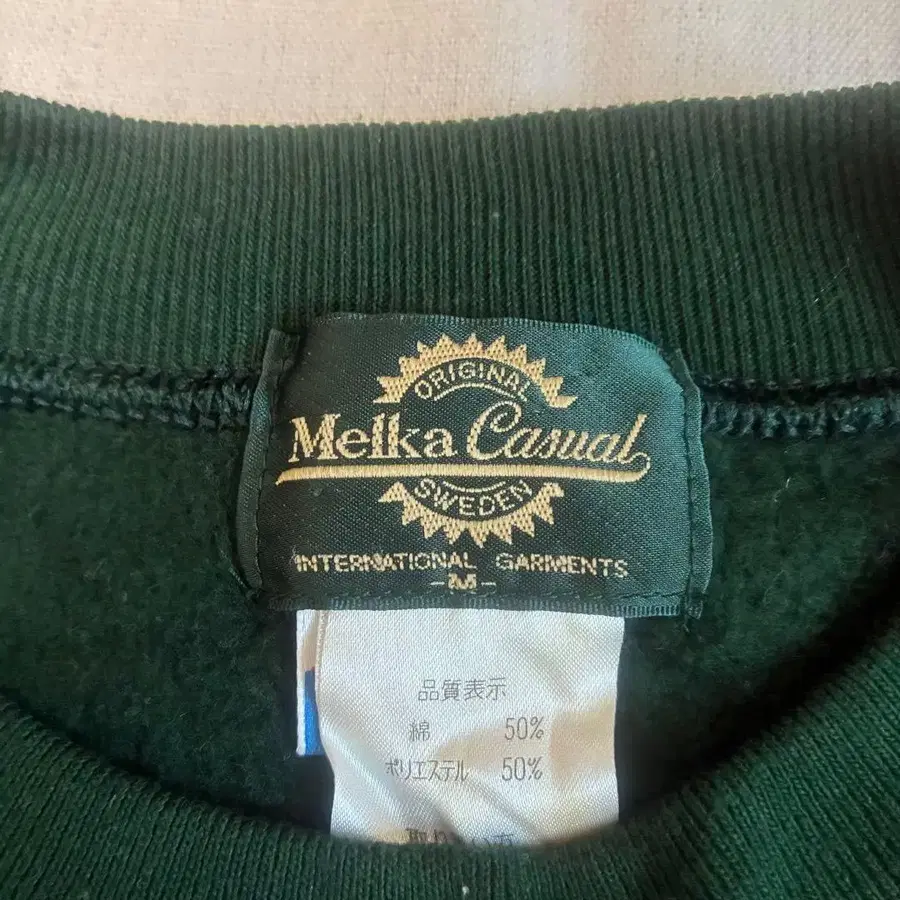 ORIGINAL
Melka Casual
SWEDEN
INTERNATIONAL GARMENTS
-M-
品質表示
綿 50%
ポリエステル 50%